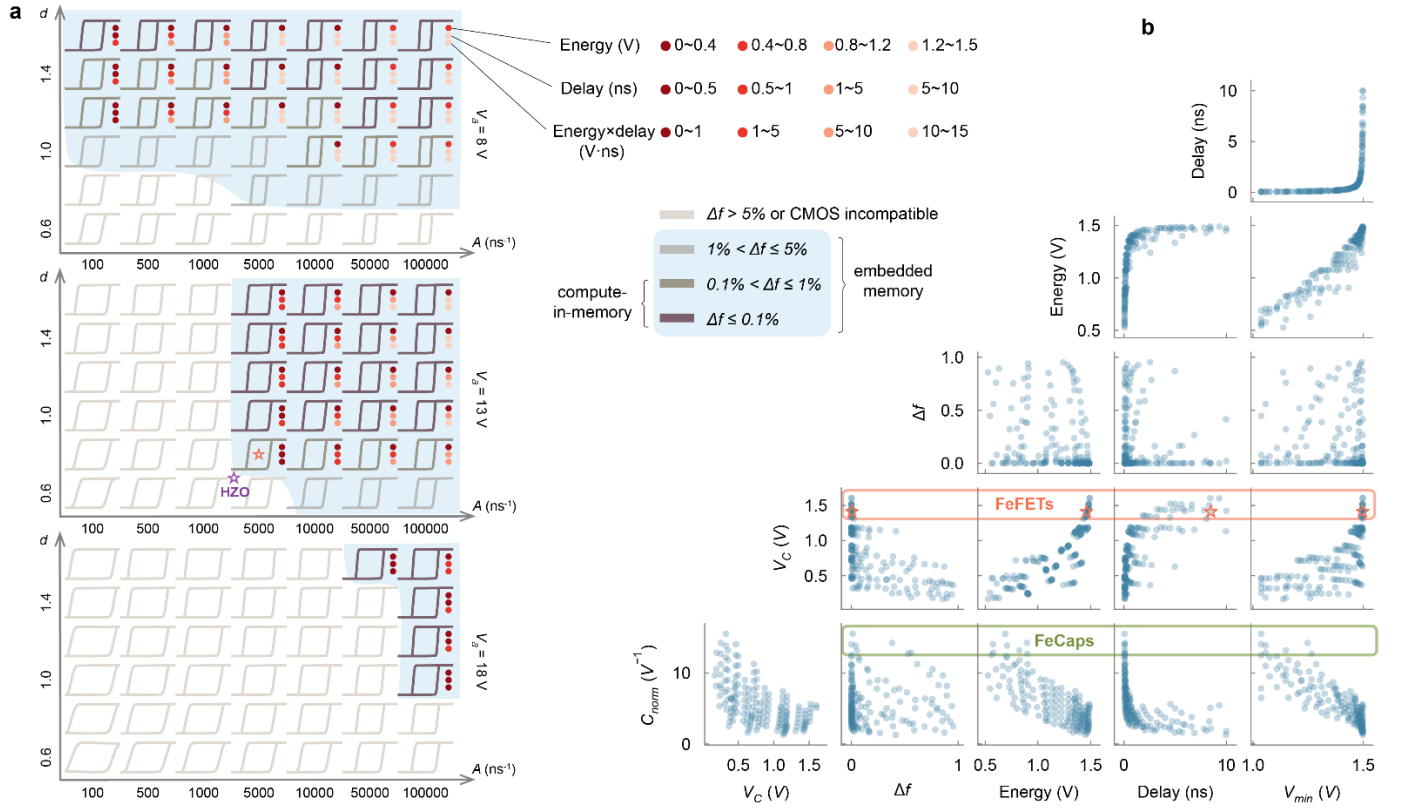 a
b
d
1.4
1.0
0.6
V_a = 8 V
A (ns⁻¹)
100 500 1000 5000 10000 50000 100000
d
1.4
1.0
0.6
V_a = 13 V
HZO
A (ns⁻¹)
100 500 1000 5000 10000 50000 100000
d
1.4
1.0
0.6
V_a = 18 V
A (ns⁻¹)
100 500 1000 5000 10000 50000 100000
Energy (V) 0~0.4 0.4~0.8 0.8~1.2 1.2~1.5
Delay (ns) 0~0.5 0.5~1 1~5 5~10
Energy×delay
(V·ns)
0~1 1~5 5~10 10~15
Δf > 5% or CMOS incompatible
1% < Δf ≤ 5%
0.1% < Δf ≤ 1%
Δf ≤ 0.1%
compute-
in-memory
embedded
memory
Delay (ns)
10
5
0
Energy (V)
1.5
1.0
0.5
Δf
1.0
0.5
0.0
V_C (V)
1.5
1.0
0.5
FeFETs
C_norm (V⁻¹)
10
0
FeCaps
0.5 1.0 1.5
V_C (V)
0 1
Δf
0.5 1.0 1.5
Energy (V)
0 10
Delay (ns)
1.0 1.5
V_min (V)